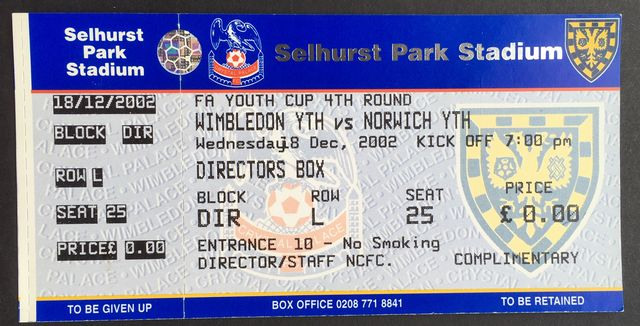 Selhurst
Park
Stadium
Selhurst Park Stadium
18/12/2002
BLOCK DIR
ROW L
SEAT 25
PRICE£ 0.00
FA YOUTH CUP 4TH ROUND
WIMBLEDON YTH vs NORWICH YTH
Wednesday18 Dec, 2002 KICK OFF 7:00 pm
DIRECTORS BOX
BLOCK ROW SEAT PRICE
DIR L 25 £ 0.00
ENTRANCE 10 - No Smoking
DIRECTOR/STAFF NCFC. COMPLIMENTARY
TO BE GIVEN UP BOX OFFICE 0208 771 8841 TO BE RETAINED